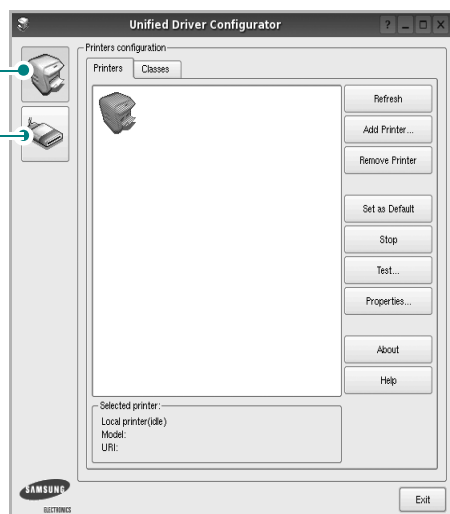 Unified Driver Configurator
Printers configuration
Printers
Classes
Refresh
Add Printer...
Remove Printer
Set as Default
Stop
Test...
Properties...
About
Help
Selected printer:
Local printer(idle)
Model:
URI:
SAMSUNG
ELECTRONICS
Exit